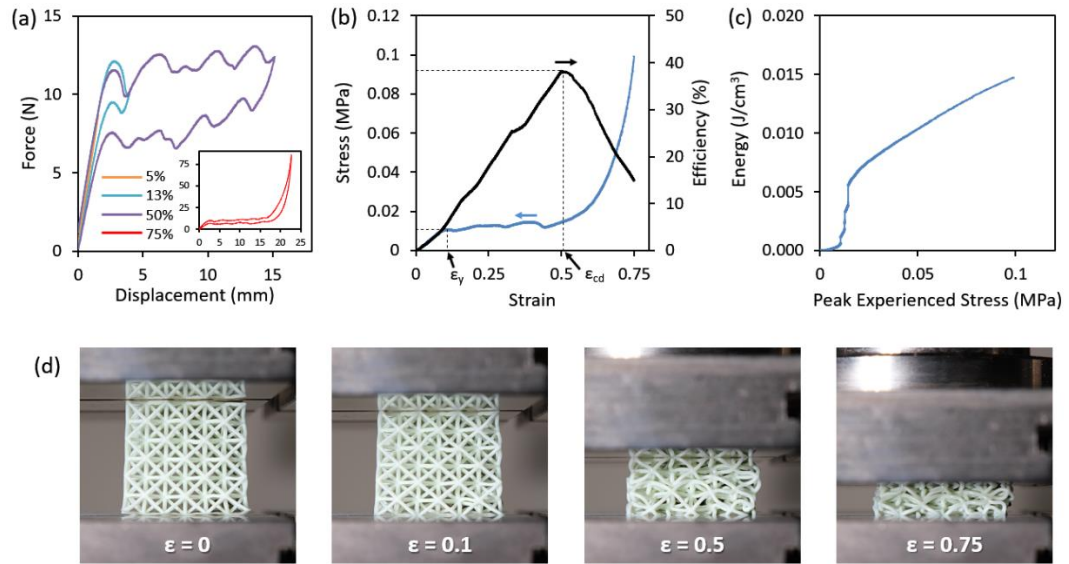 (a)
15
10
5
0
Force (N)
0 5 10 15 20
Displacement (mm)
5%
13%
50%
75%
75
50
25
0
0 5 10 15 20 25
(b)
0.12
0.1
0.08
0.06
0.04
0.02
0
Stress (MPa)
50
40
30
20
10
0
Efficiency (%)
0 0.25 0.5 0.75
εy εcd
Strain
(c)
0.020
0.015
0.010
0.005
0.000
Energy (J/cm³)
0 0.05 0.1
Peak Experienced Stress (MPa)
(d)
ε = 0
ε = 0.1
ε = 0.5
ε = 0.75